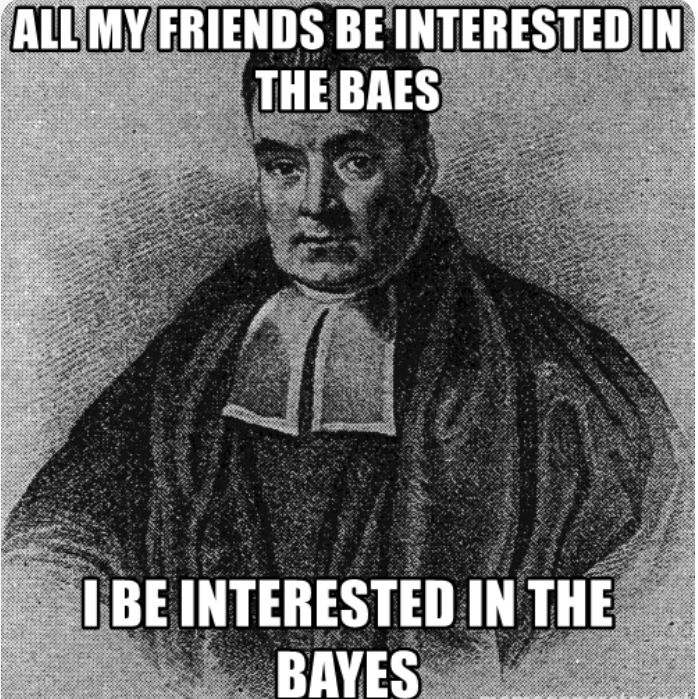 ALL MY FRIENDS BE INTERESTED IN
THE BAES
I BE INTERESTED IN THE
BAYES